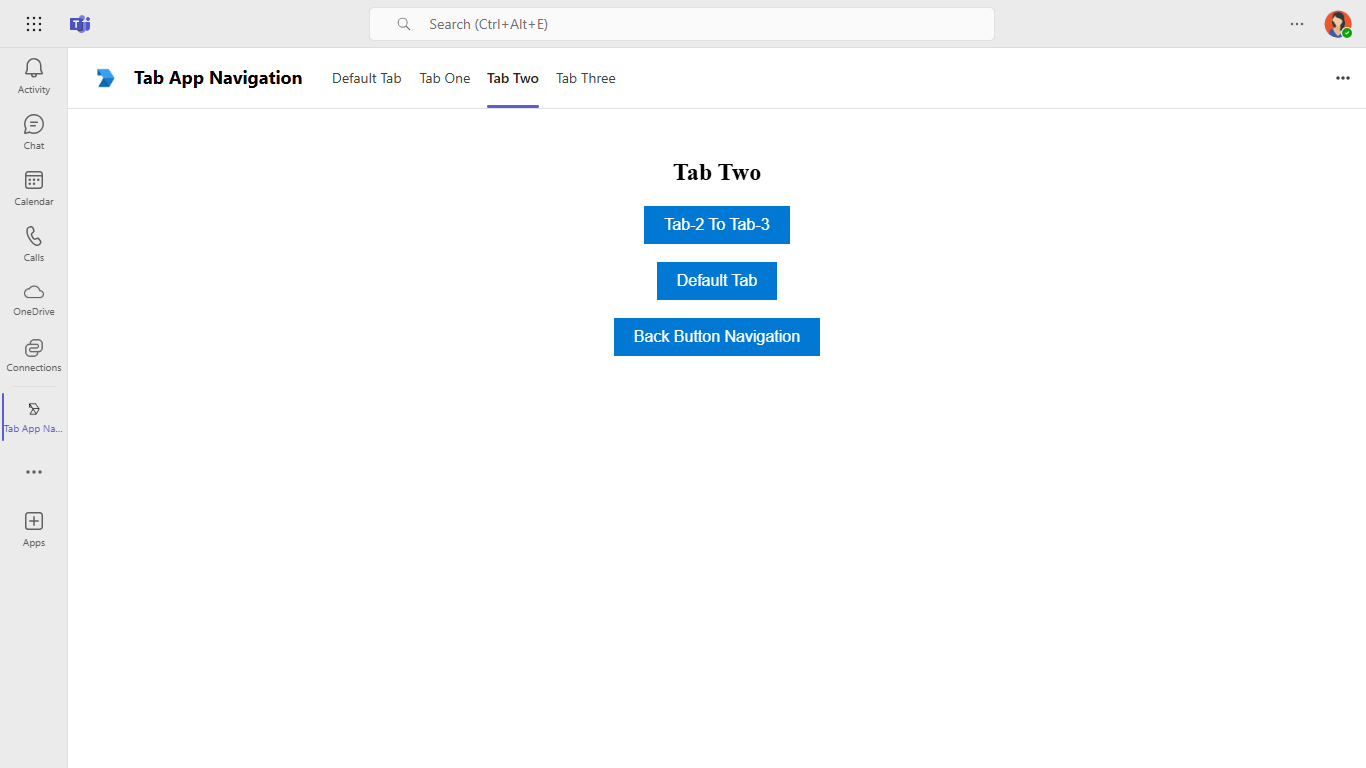 Search (Ctrl+Alt+E)
Tab App Navigation Default Tab Tab One Tab Two Tab Three
Activity
Chat
Calendar
Calls
OneDrive
Connections
Tab App Na...
Apps
Tab Two
Tab-2 To Tab-3
Default Tab
Back Button Navigation